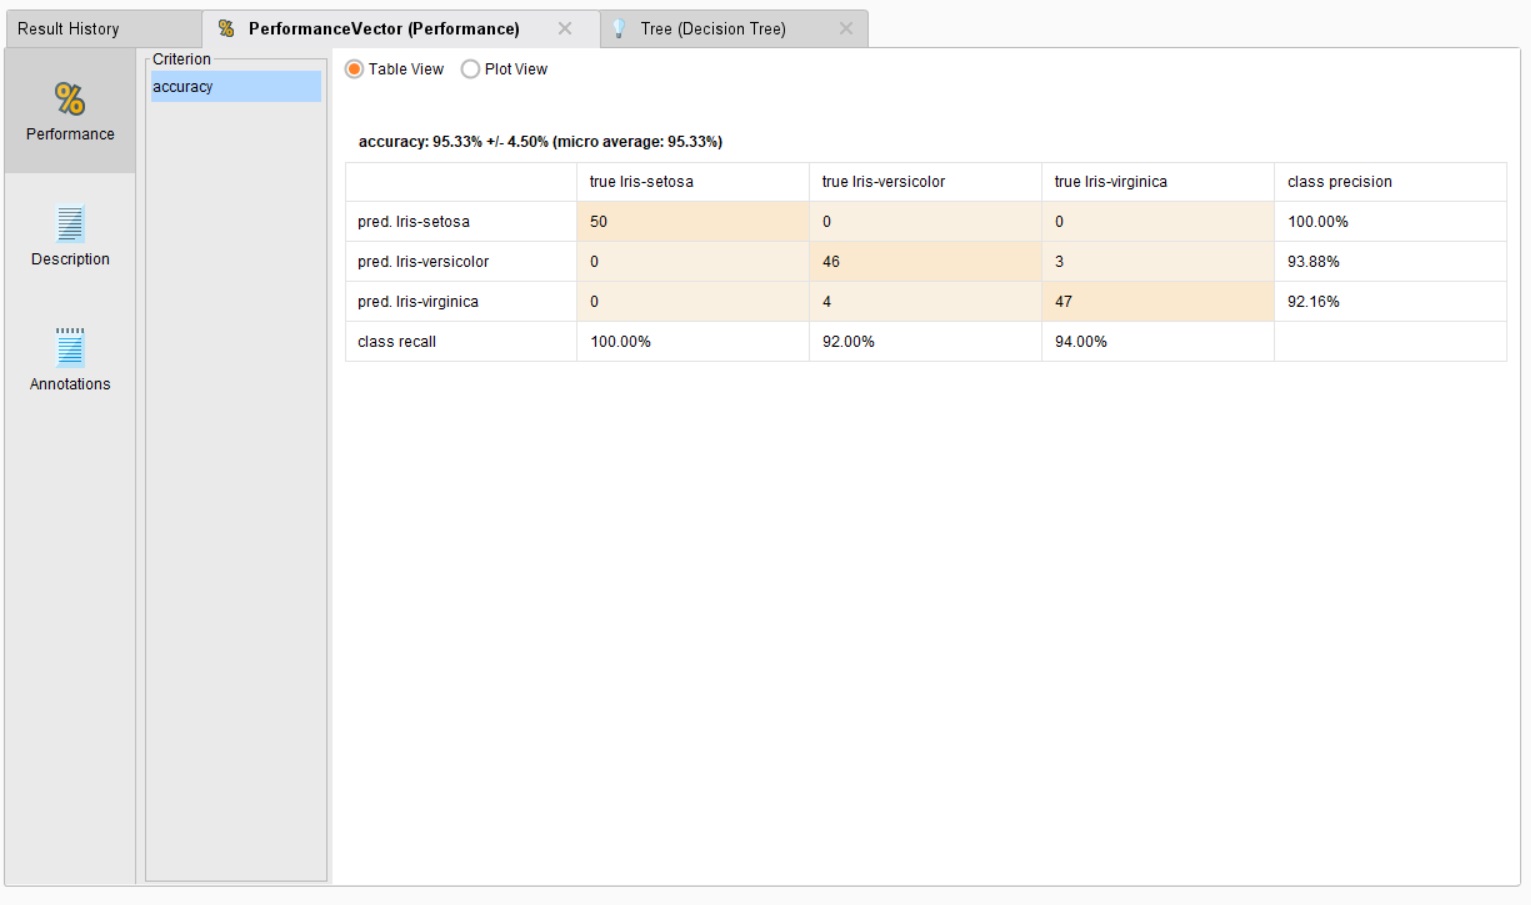 Result History
PerformanceVector (Performance)
Tree (Decision Tree)
Performance
Description
Annotations
Criterion
accuracy
Table View Plot View
accuracy: 95.33% +/- 4.50% (micro average: 95.33%)
true Iris-setosa true Iris-versicolor true Iris-virginica class precision
pred. Iris-setosa 50 0 0 100.00%
pred. Iris-versicolor 0 46 3 93.88%
pred. Iris-virginica 0 4 47 92.16%
class recall 100.00% 92.00% 94.00%